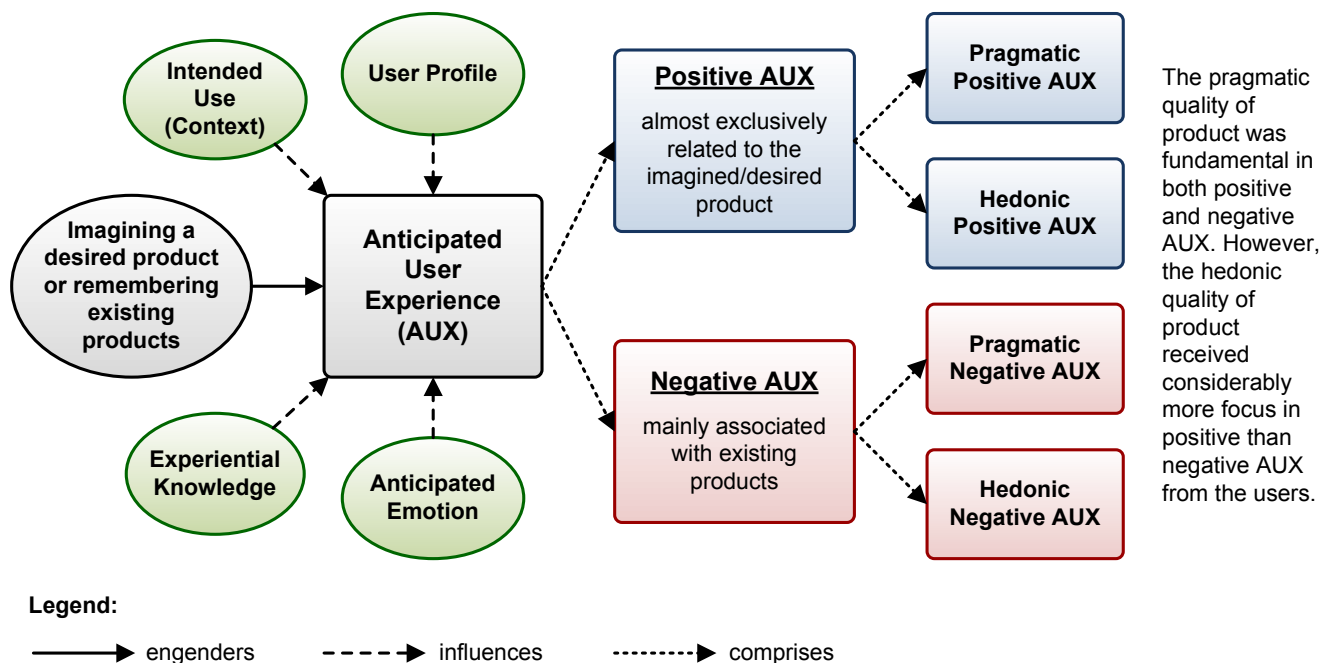 Intended
Use
(Context)
User Profile
Imagining a
desired product
or remembering
existing
products
Anticipated
User
Experience
(AUX)
Experiential
Knowledge
Anticipated
Emotion
Positive AUX
almost exclusively
related to the
imagined/desired
product
Negative AUX
mainly associated
with existing
products
Pragmatic
Positive AUX
Hedonic
Positive AUX
Pragmatic
Negative AUX
Hedonic
Negative AUX
The pragmatic
quality of
product was
fundamental in
both positive
and negative
AUX. However,
the hedonic
quality of
product
received
considerably
more focus in
positive than
negative AUX
from the users.
Legend:
engenders
influences
comprises